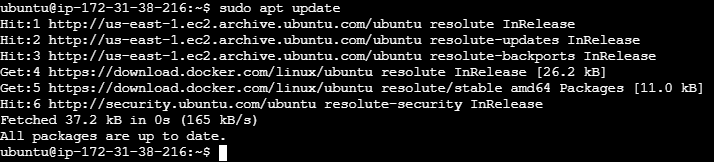 ubuntu@ip-172-31-38-216:~$ sudo apt update
Hit:1 http://us-east-1.ec2.archive.ubuntu.com/ubuntu resolute InRelease
Hit:2 http://us-east-1.ec2.archive.ubuntu.com/ubuntu resolute-updates InRelease
Hit:3 http://us-east-1.ec2.archive.ubuntu.com/ubuntu resolute-backports InRelease
Get:4 https://download.docker.com/linux/ubuntu resolute InRelease [26.2 kB]
Get:5 https://download.docker.com/linux/ubuntu resolute/stable amd64 Packages [11.0 kB]
Hit:6 http://security.ubuntu.com/ubuntu resolute-security InRelease
Fetched 37.2 kB in 0s (165 kB/s)
All packages are up to date.
ubuntu@ip-172-31-38-216:~$